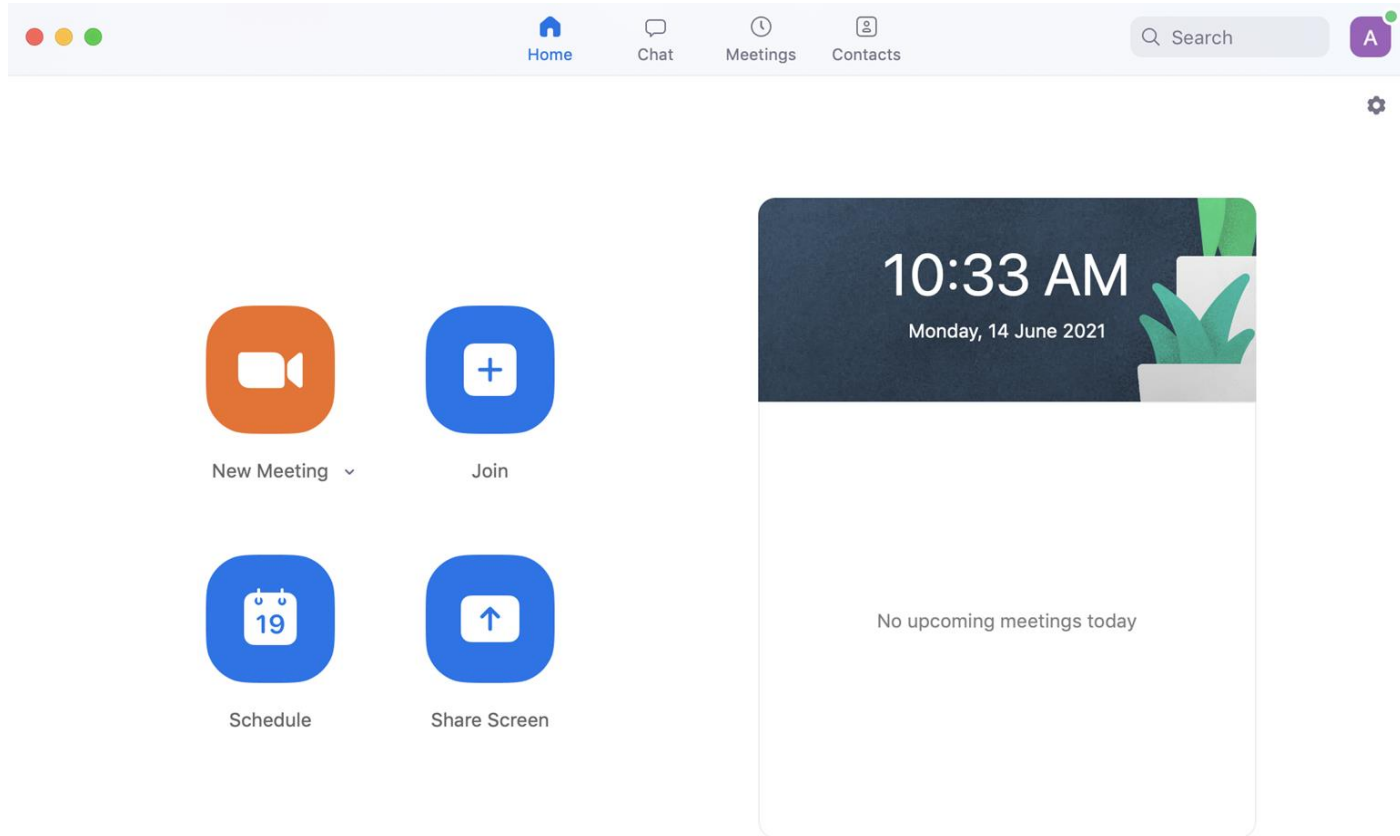 Home
Chat
Meetings
Contacts
Search
A
10:33 AM
Monday, 14 June 2021
New Meeting
Join
19
Schedule
Share Screen
No upcoming meetings today